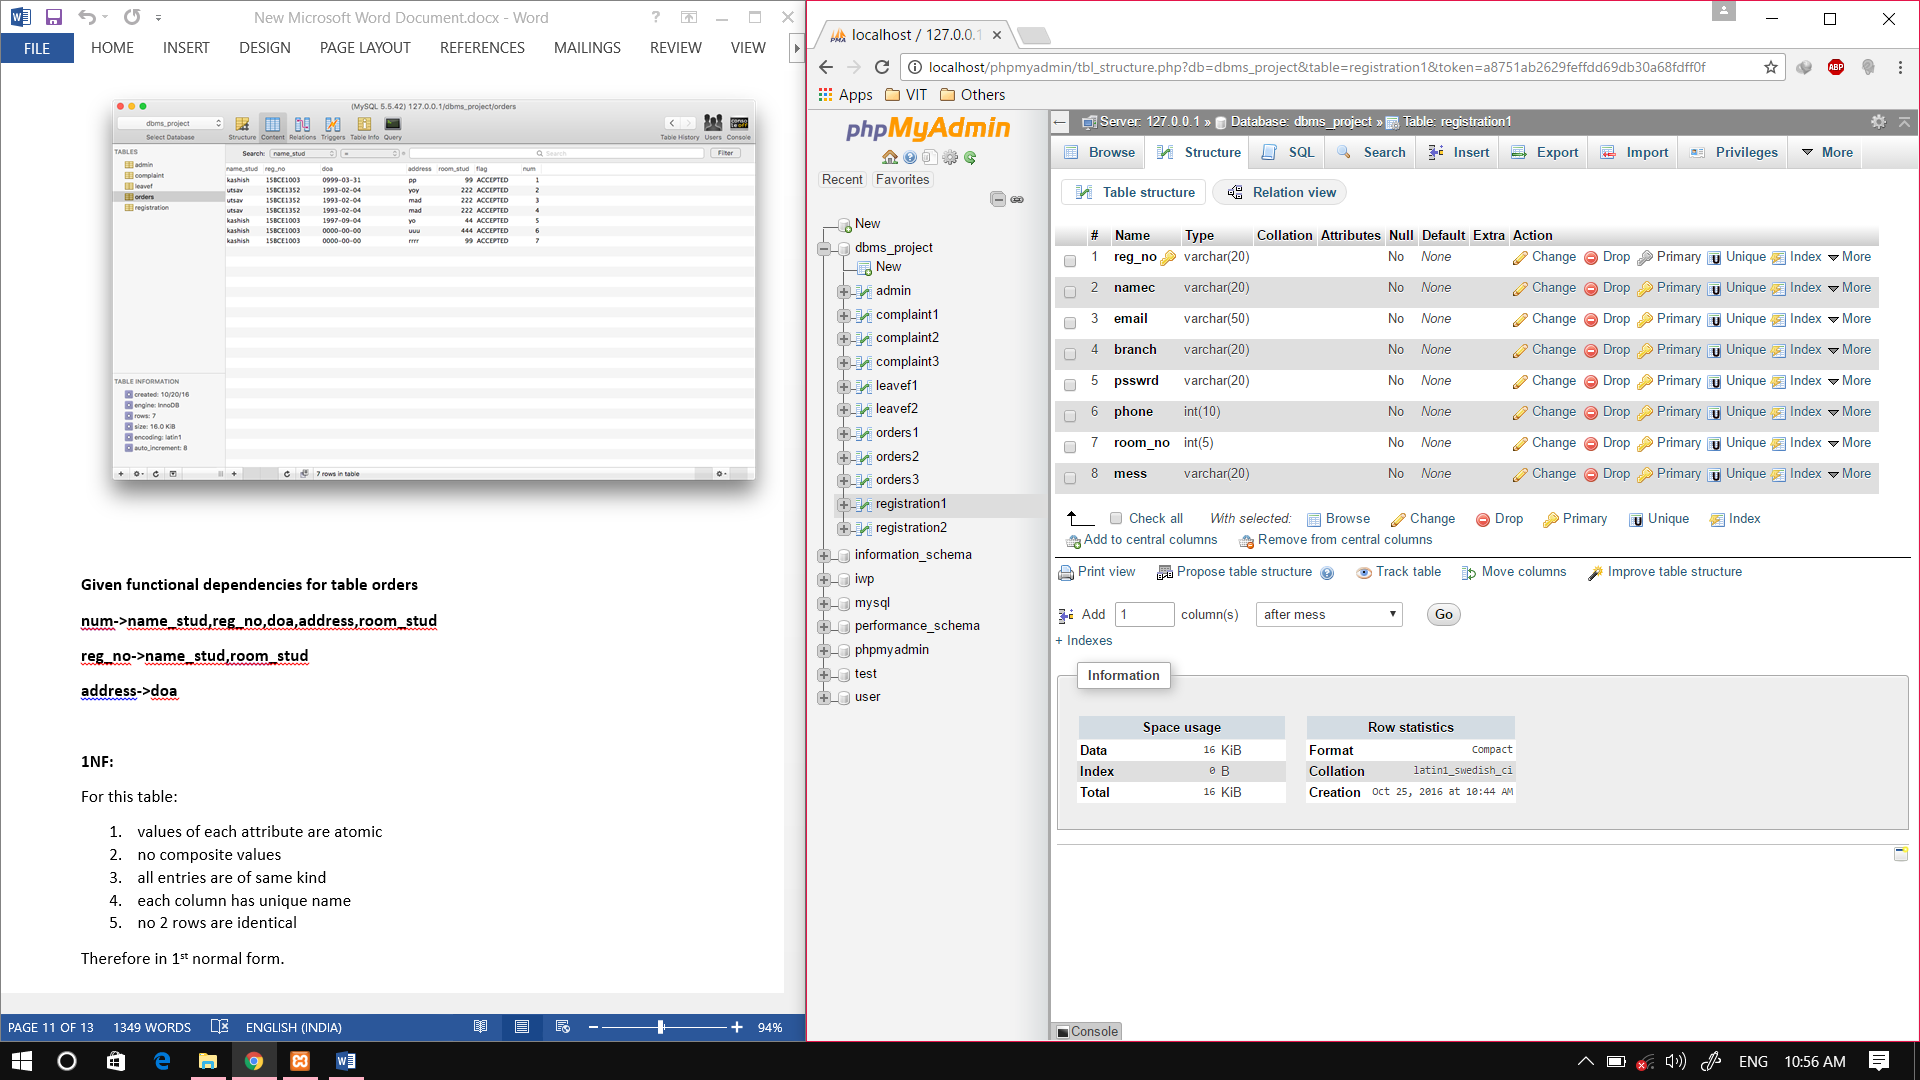 New Microsoft Word Document.docx - Word
FILE HOME INSERT DESIGN PAGE LAYOUT REFERENCES MAILINGS REVIEW VIEW
(MySQL 5.5.42) 127.0.0.1/dbms_project/orders
dbms_project
Select Database Structure Content Relations Triggers Table Info Query Table History Users Console
TABLES
admin
complaint
leavef
orders
registration
Search: name_stud = Search Filter
name_stud reg_no doa address room_stud flag num
kashish 15BCE1003 0999-03-31 pp 99 ACCEPTED 1
utsav 15BCE1352 1993-02-04 yoy 222 ACCEPTED 2
utsav 15BCE1352 1993-02-04 mad 222 ACCEPTED 3
utsav 15BCE1352 1993-02-04 mad 222 ACCEPTED 4
kashish 15BCE1003 1997-09-04 yo 44 ACCEPTED 5
kashish 15BCE1003 0000-00-00 uuu 444 ACCEPTED 6
kashish 15BCE1003 0000-00-00 rrrr 99 ACCEPTED 7
TABLE INFORMATION
created: 10/20/16
engine: InnoDB
rows: 7
size: 16.0 KiB
encoding: latin1
auto_increment: 8
7 rows in table
Given functional dependencies for table orders
num->name_stud,reg_no,doa,address,room_stud
reg_no->name_stud,room_stud
address->doa
1NF:
For this table:
1. values of each attribute are atomic
2. no composite values
3. all entries are of same kind
4. each column has unique name
5. no 2 rows are identical
Therefore in 1st normal form.
PAGE 11 OF 13 1349 WORDS ENGLISH (INDIA) 94%
localhost / 127.0.0.1
localhost/phpmyadmin/tbl_structure.php?db=dbms_project&table=registration1&token=a8751ab2629feffdd69db30a68fdff0f
ABP
Apps VIT Others
phpMyAdmin
Recent Favorites
New
dbms_project
New
admin
complaint1
complaint2
complaint3
leavef1
leavef2
orders1
orders2
orders3
registration1
registration2
information_schema
iwp
mysql
performance_schema
phpmyadmin
test
user
Server: 127.0.0.1 » Database: dbms_project » Table: registration1
Browse Structure SQL Search Insert Export Import Privileges More
Table structure Relation view
# Name Type Collation Attributes Null Default Extra Action
1 reg_no varchar(20) No None Change Drop Primary Unique Index More
2 namec varchar(20) No None Change Drop Primary Unique Index More
3 email varchar(50) No None Change Drop Primary Unique Index More
4 branch varchar(20) No None Change Drop Primary Unique Index More
5 psswrd varchar(20) No None Change Drop Primary Unique Index More
6 phone int(10) No None Change Drop Primary Unique Index More
7 room_no int(5) No None Change Drop Primary Unique Index More
8 mess varchar(20) No None Change Drop Primary Unique Index More
Check all With selected: Browse Change Drop Primary Unique Index
Add to central columns Remove from central columns
Print view Propose table structure Track table Move columns Improve table structure
Add 1 column(s) after mess Go
+ Indexes
Information
Space usage
Data 16 KiB
Index 0 B
Total 16 KiB
Row statistics
Format Compact
Collation latin1_swedish_ci
Creation Oct 25, 2016 at 10:44 AM
Console
ENG 10:56 AM